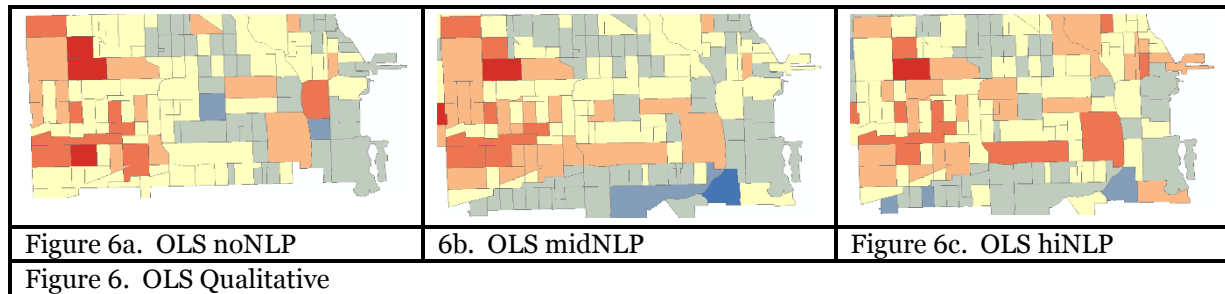 Figure 6a. OLS noNLP
6b. OLS midNLP
Figure 6c. OLS hiNLP
Figure 6. OLS Qualitative